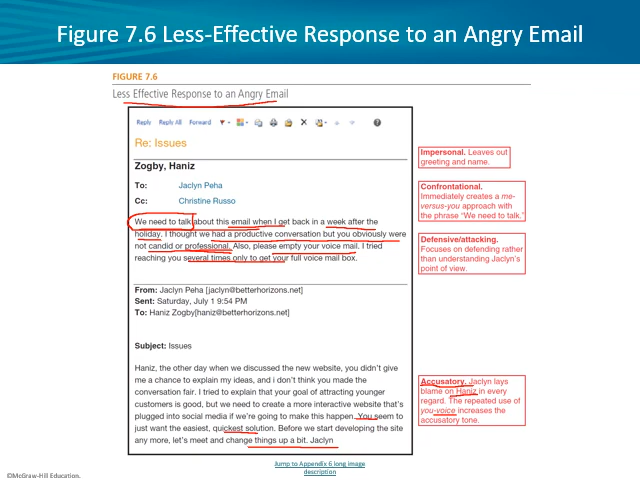 Figure 7.6 Less-Effective Response to an Angry Email
FIGURE 7.6
Less Effective Response to an Angry Email
Reply Reply All Forward
Re: Issues
Zogby, Haniz
To: Jaclyn Peha
Cc: Christine Russo
We need to talk about this email when I get back in a week after the
holiday. I thought we had a productive conversation but you obviously were
not candid or professional. Also, please empty your voice mail. I tried
reaching you several times only to get your full voice mail box.
From: Jaclyn Peha [jaclyn@betterhorizons.net]
Sent: Saturday, July 1 9:54 PM
To: Haniz Zogby[haniz@betterhorizons.net]
Subject: Issues
Haniz, the other day when we discussed the new website, you didn't give
me a chance to explain my ideas, and i don't think you made the
conversation fair. I tried to explain that your goal of attracting younger
customers is good, but we need to create a more interactive website that's
plugged into social media if we're going to make this happen. You seem to
just want the easiest, quickest solution. Before we start developing the site
any more, let's meet and change things up a bit. Jaclyn
Impersonal. Leaves out
greeting and name.
Confrontational.
Immediately creates a me-
versus-you approach with
the phrase "We need to talk."
Defensive/attacking.
Focuses on defending rather
than understanding Jaclyn's
point of view.
Accusatory. Jaclyn lays
blame on Haniz in every
regard. The repeated use of
you-voice increases the
accusatory tone.
Jump to Appendix 6 long image
description
©McGraw-Hill Education.